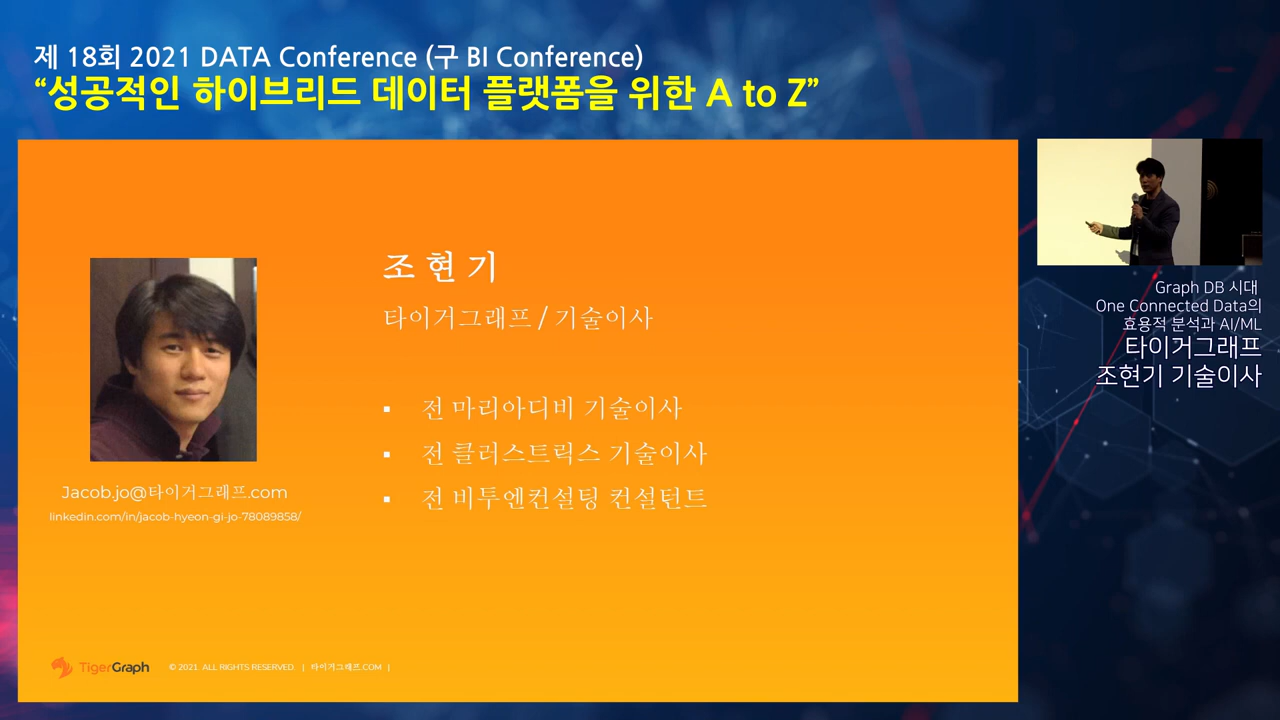 제 18회 2021 DATA Conference (구 BI Conference)
“성공적인 하이브리드 데이터 플랫폼을 위한 A to Z”
조 현 기
타이거그래프 / 기술이사
▪ 전 마리아디비 기술이사
▪ 전 클러스트릭스 기술이사
▪ 전 비투엔컨설팅 컨설턴트
Jacob.jo@타이거그래프.com
linkedin.com/in/jacob-hyeon-gi-jo-78089858/
TigerGraph © 2021. ALL RIGHTS RESERVED. | 타이거그래프.COM |
Graph DB 시대
One Connected Data의
효용적 분석과 AI/ML
타이거그래프
조현기 기술이사